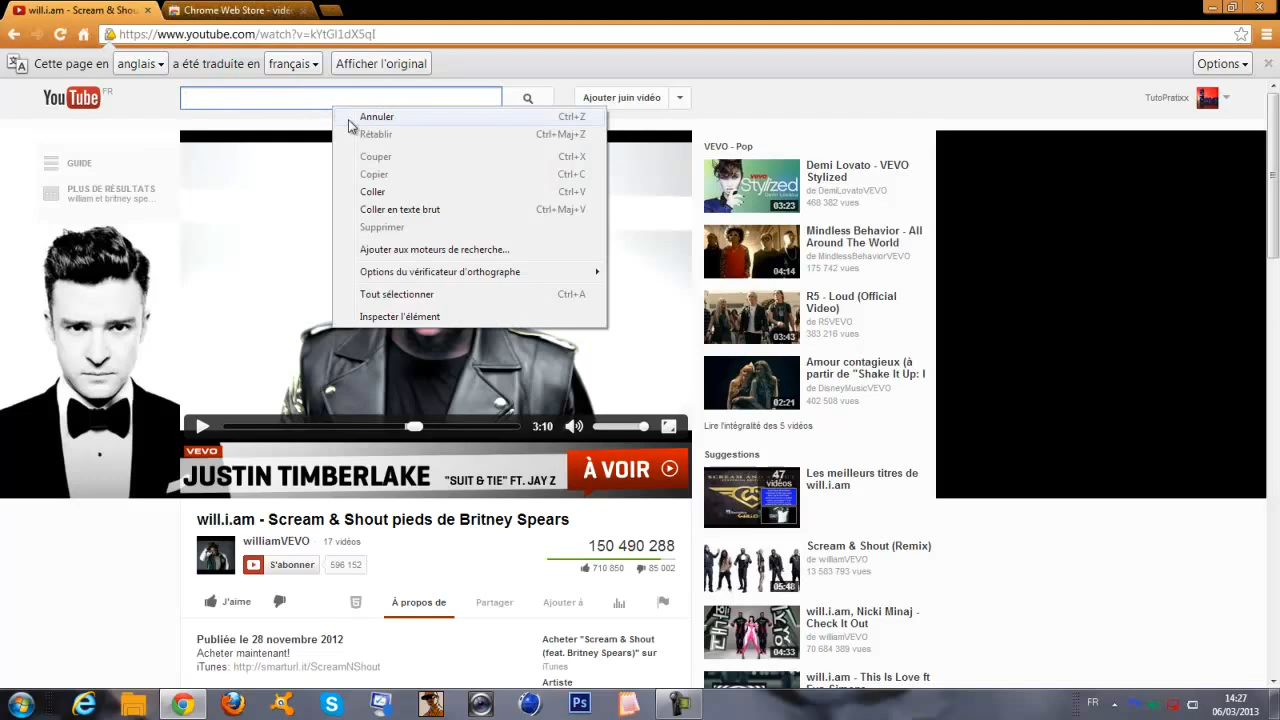 will.i.am - Scream & Shou
Chrome Web Store - vidé
https://www.youtube.com/watch?v=kYtGl1dX5qI
Cette page en anglais a été traduite en français Afficher l'original Options
YouTube FR
Ajouter juin vidéo
TutoPratixx
Annuler Ctrl+Z
Rétablir Ctrl+Maj+Z
Couper Ctrl+X
Copier Ctrl+C
Coller Ctrl+V
Coller en texte brut Ctrl+Maj+V
Supprimer
Ajouter aux moteurs de recherche...
Options du vérificateur d'orthographe
Tout sélectionner Ctrl+A
Inspecter l'élément
GUIDE
PLUS DE RÉSULTATS
william et britney spe...
3:10
VEVO
JUSTIN TIMBERLAKE "SUIT & TIE" FT. JAY Z À VOIR
will.i.am - Scream & Shout pieds de Britney Spears
williamVEVO 17 vidéos
S'abonner 596 152
150 490 288
710 850 85 002
J'aime À propos de Partager Ajouter à
Publiée le 28 novembre 2012
Acheter maintenant!
iTunes: http://smarturl.it/ScreamNShout
Acheter "Scream & Shout
(feat. Britney Spears)" sur
iTunes
Artiste
VEVO - Pop
vevo
Stylized
03:23
Demi Lovato - VEVO
Stylized
de DemiLovatoVEVO
468 382 vues
04:14
Mindless Behavior - All
Around The World
de MindlessBehaviorVEVO
175 742 vues
03:43
R5 - Loud (Official
Video)
de R5VEVO
383 216 vues
02:21
Amour contagieux (à
partir de "Shake It Up: I
de DisneyMusicVEVO
402 508 vues
Lire l'intégralité des 5 vidéos
Suggestions
47
vidéos
Les meilleurs titres de
will.i.am
05:48
Scream & Shout (Remix)
de williamVEVO
13 583 793 vues
04:33
will.i.am, Nicki Minaj -
Check It Out
de williamVEVO
70 684 389 vues
will.i.am - This Is Love ft
Ps
FR
14:27
06/03/2013